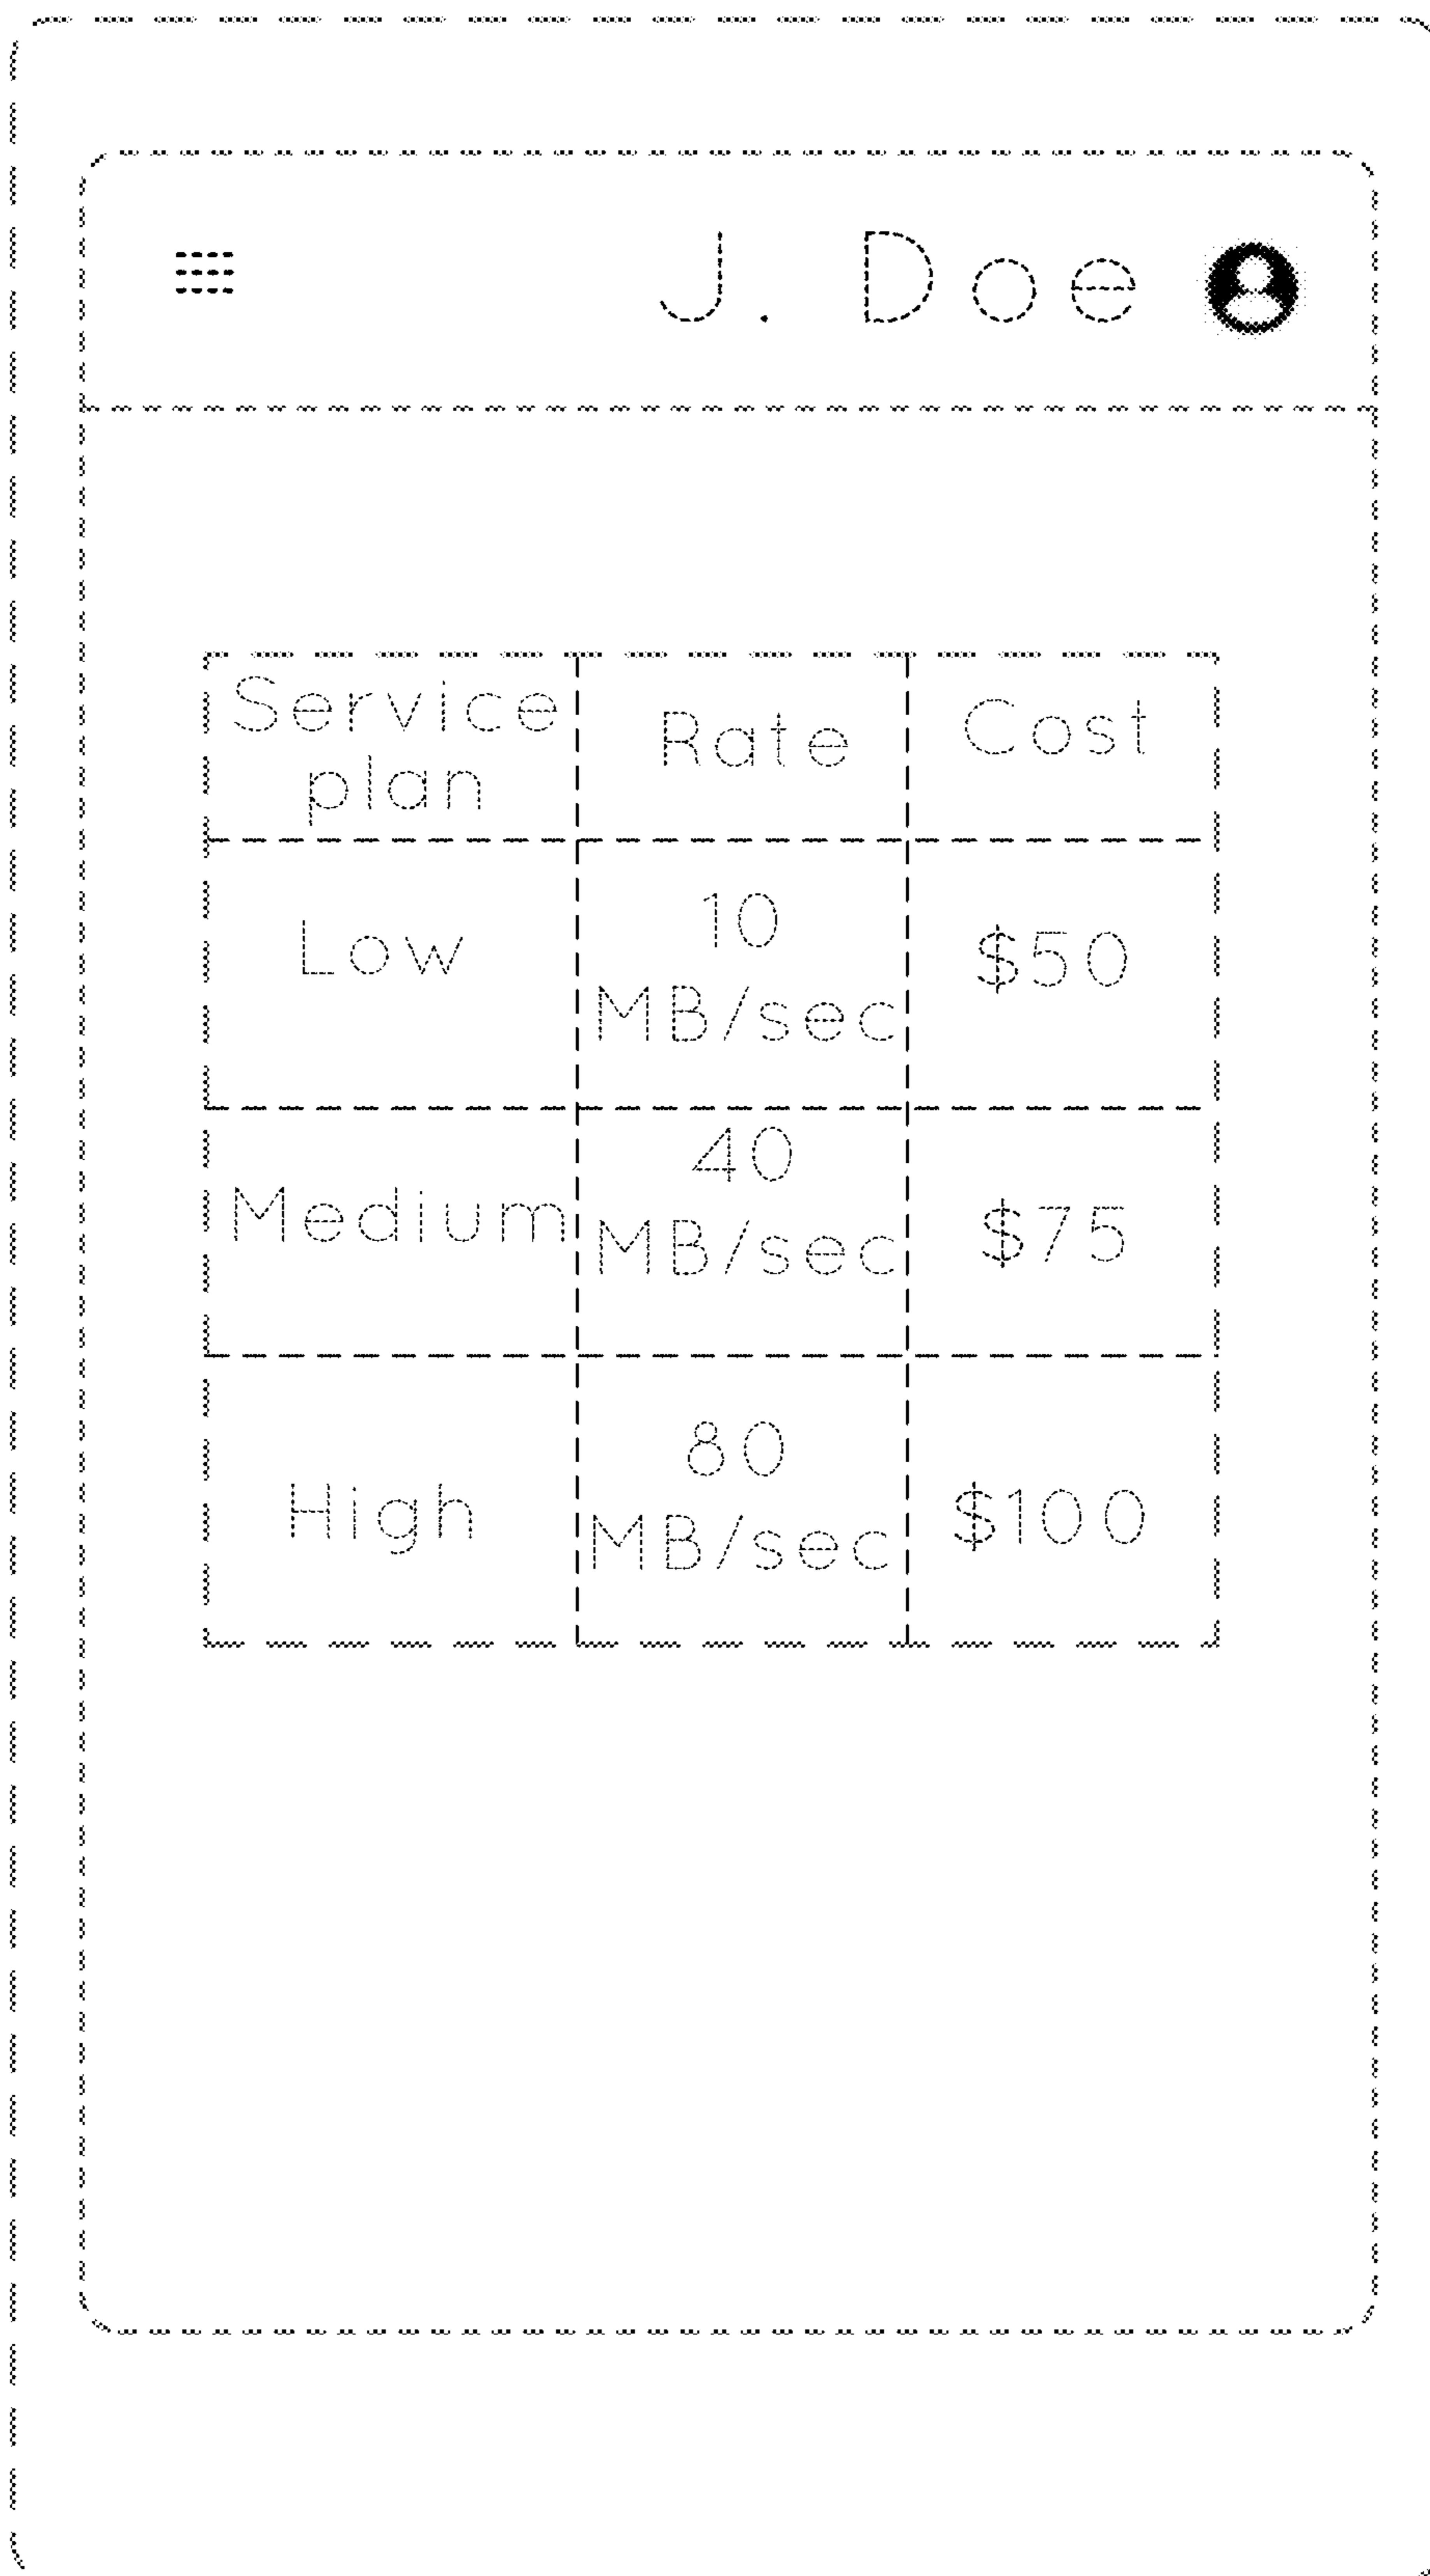 J. Doe
Service
plan
Rate
Cost
Low
10
MB/sec
$50
Medium
40
MB/sec
$75
High
80
MB/sec
$100